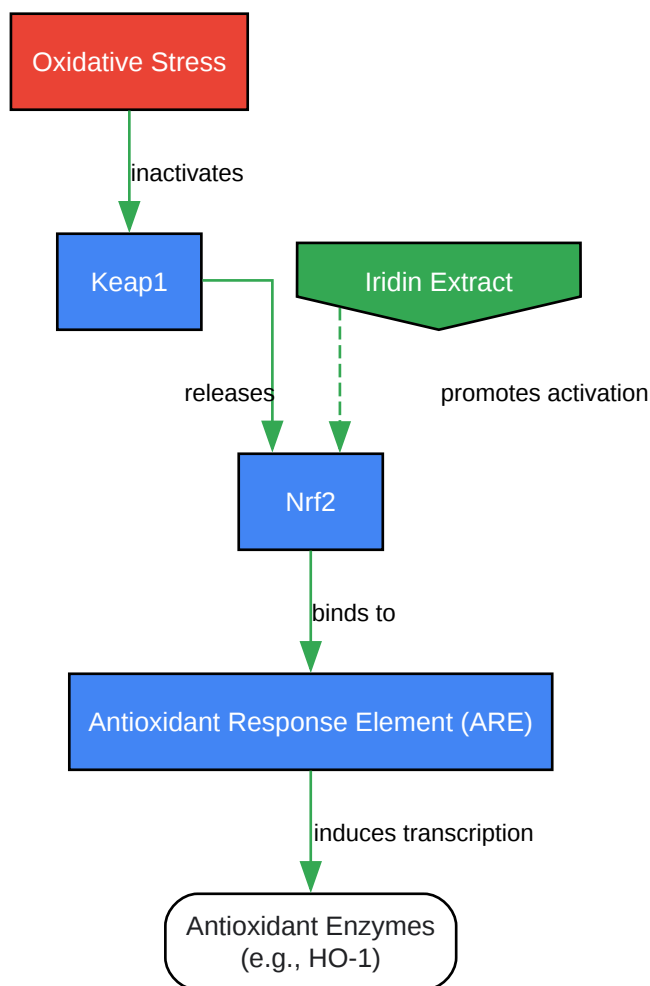 Oxidative Stress
inactivates
Keap1
Iridin Extract
releases
promotes activation
Nrf2
binds to
Antioxidant Response Element (ARE)
induces transcription
Antioxidant Enzymes
(e.g., HO-1)